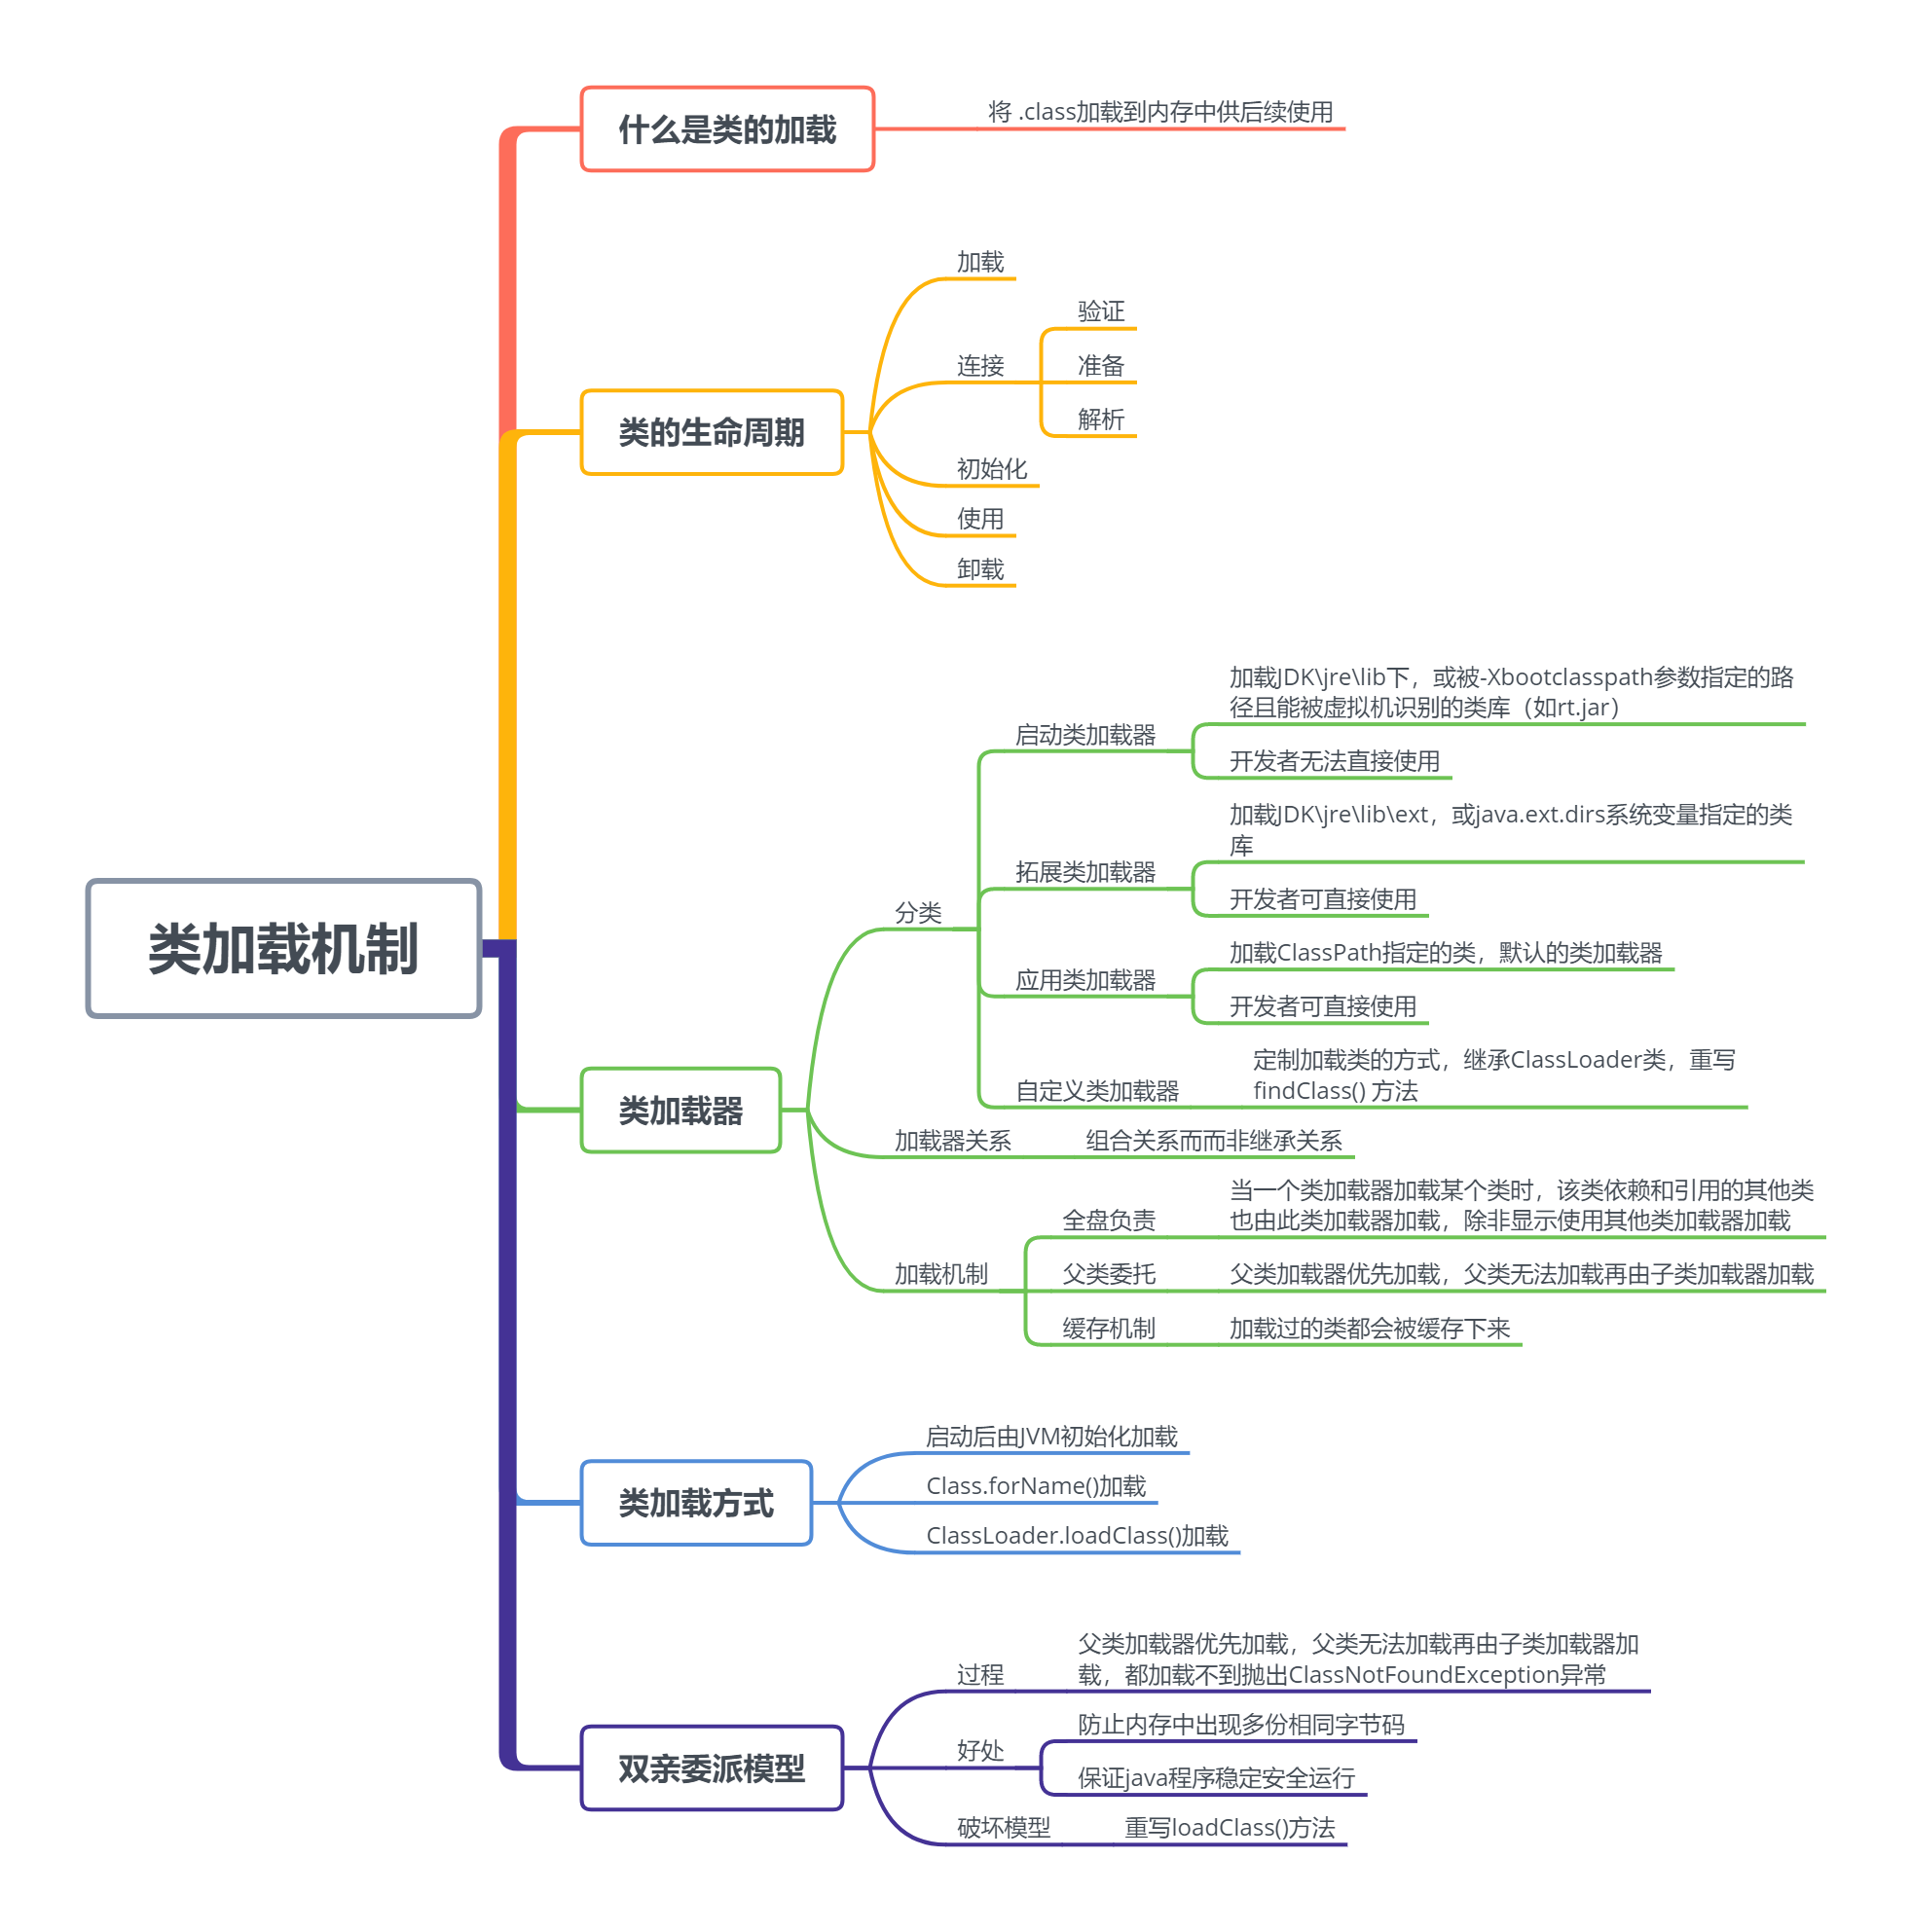 类加载机制
什么是类的加载
将 .class加载到内存中供后续使用
类的生命周期
加载
连接
验证
准备
解析
初始化
使用
卸载
类加载器
分类
启动类加载器
加载JDK\jre\lib下，或被-Xbootclasspath参数指定的路
径且能被虚拟机识别的类库（如rt.jar）
开发者无法直接使用
拓展类加载器
加载JDK\jre\lib\ext，或java.ext.dirs系统变量指定的类
库
开发者可直接使用
应用类加载器
加载ClassPath指定的类，默认的类加载器
开发者可直接使用
自定义类加载器
定制加载类的方式，继承ClassLoader类，重写
findClass() 方法
加载器关系
组合关系而而非继承关系
加载机制
全盘负责
当一个类加载器加载某个类时，该类依赖和引用的其他类
也由此类加载器加载，除非显示使用其他类加载器加载
父类委托
父类加载器优先加载，父类无法加载再由子类加载器加载
缓存机制
加载过的类都会被缓存下来
类加载方式
启动后由JVM初始化加载
Class.forName()加载
ClassLoader.loadClass()加载
双亲委派模型
过程
父类加载器优先加载，父类无法加载再由子类加载器加
载，都加载不到抛出ClassNotFoundException异常
好处
防止内存中出现多份相同字节码
保证java程序稳定安全运行
破坏模型
重写loadClass()方法